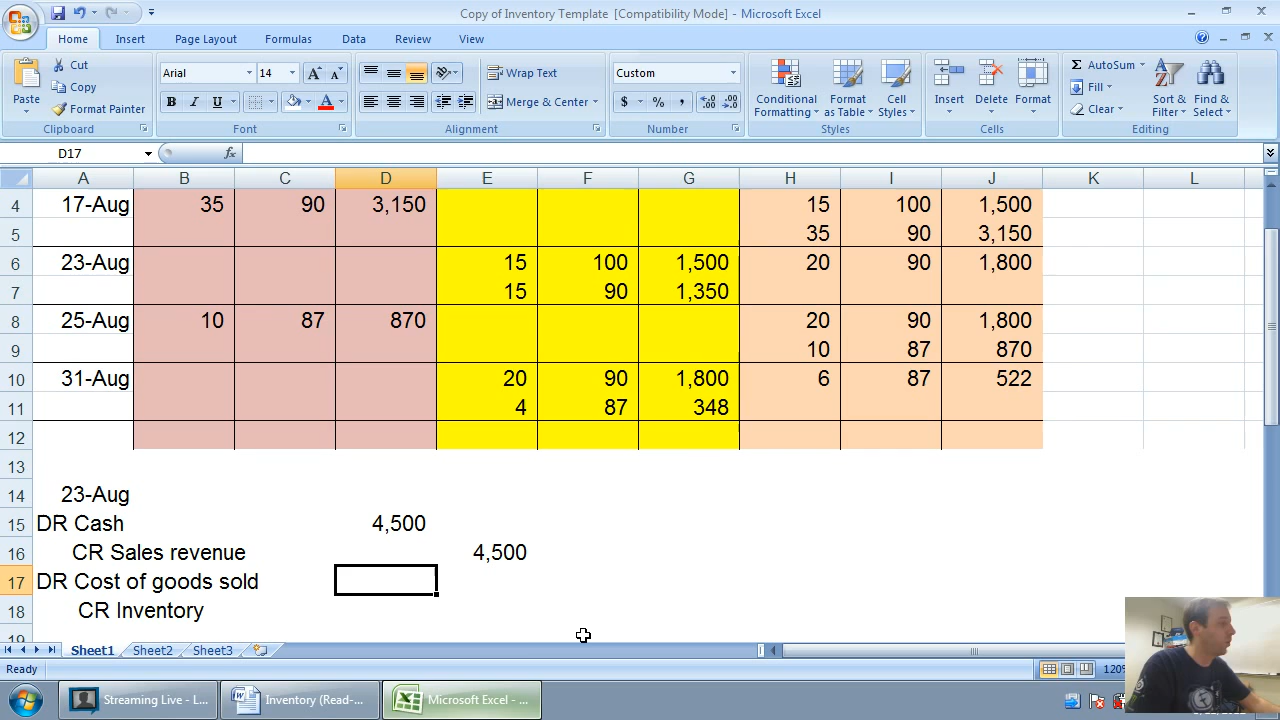 Copy of Inventory Template [Compatibility Mode] - Microsoft Excel
Home Insert Page Layout Formulas Data Review View
Paste Cut Copy Format Painter Clipboard
Arial 14 A A B I U A Font
Wrap Text Merge & Center Alignment
Custom $ % , .0 .00 .00 .0 Number
Conditional Formatting Format as Table Cell Styles Styles
Insert Delete Format Cells
Σ AutoSum Fill Clear Sort & Filter Find & Select Editing
D17 fx
A B C D E F G H I J K L
4 17-Aug 35 90 3,150 15 100 1,500
5 35 90 3,150
6 23-Aug 15 100 1,500 20 90 1,800
7 15 90 1,350
8 25-Aug 10 87 870 20 90 1,800
9 10 87 870
10 31-Aug 20 90 1,800 6 87 522
11 4 87 348
12
13
14 23-Aug
15 DR Cash 4,500
16 CR Sales revenue 4,500
17 DR Cost of goods sold
18 CR Inventory
19
Sheet1 Sheet2 Sheet3
Ready 120%
Streaming Live - L... Inventory (Read-... Microsoft Excel - ...